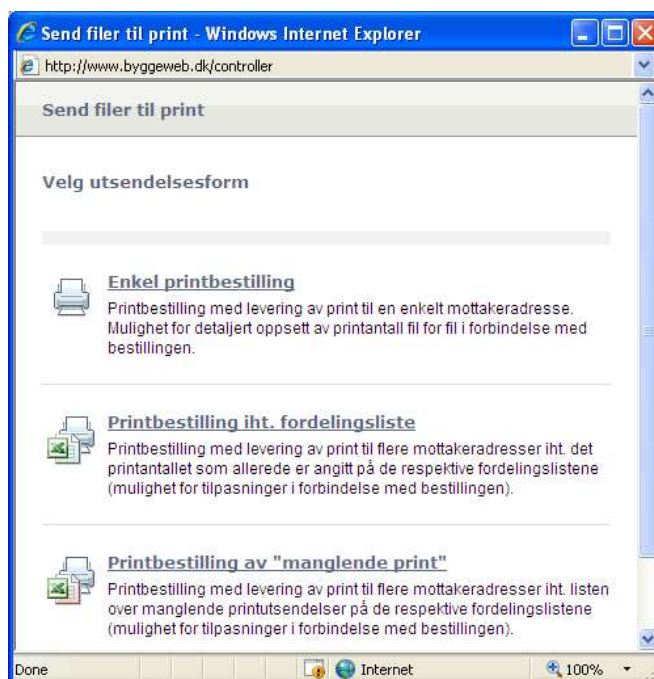 Send filer til print - Windows Internet Explorer
http://www.byggeweb.dk/controller
Send filer til print
Velg utsendelsesform
Enkel printbestilling
Printbestilling med levering av print til en enkelt mottakeradresse.
Mulighet for detaljert oppsett av printantall fil for fil i forbindelse med
bestillingen.
Printbestilling iht. fordelingsliste
Printbestilling med levering av print til flere mottakeradresser iht. det
printantallet som allerede er angitt på de respektive fordelingslistene
(mulighet for tilpasninger i forbindelse med bestillingen).
Printbestilling av "manglende print"
Printbestilling med levering av print til flere mottakeradresser iht. listen
over manglende printutsendelser på de respektive fordelingslistene
(mulighet for tilpasninger i forbindelse med bestillingen).
Done Internet 100%